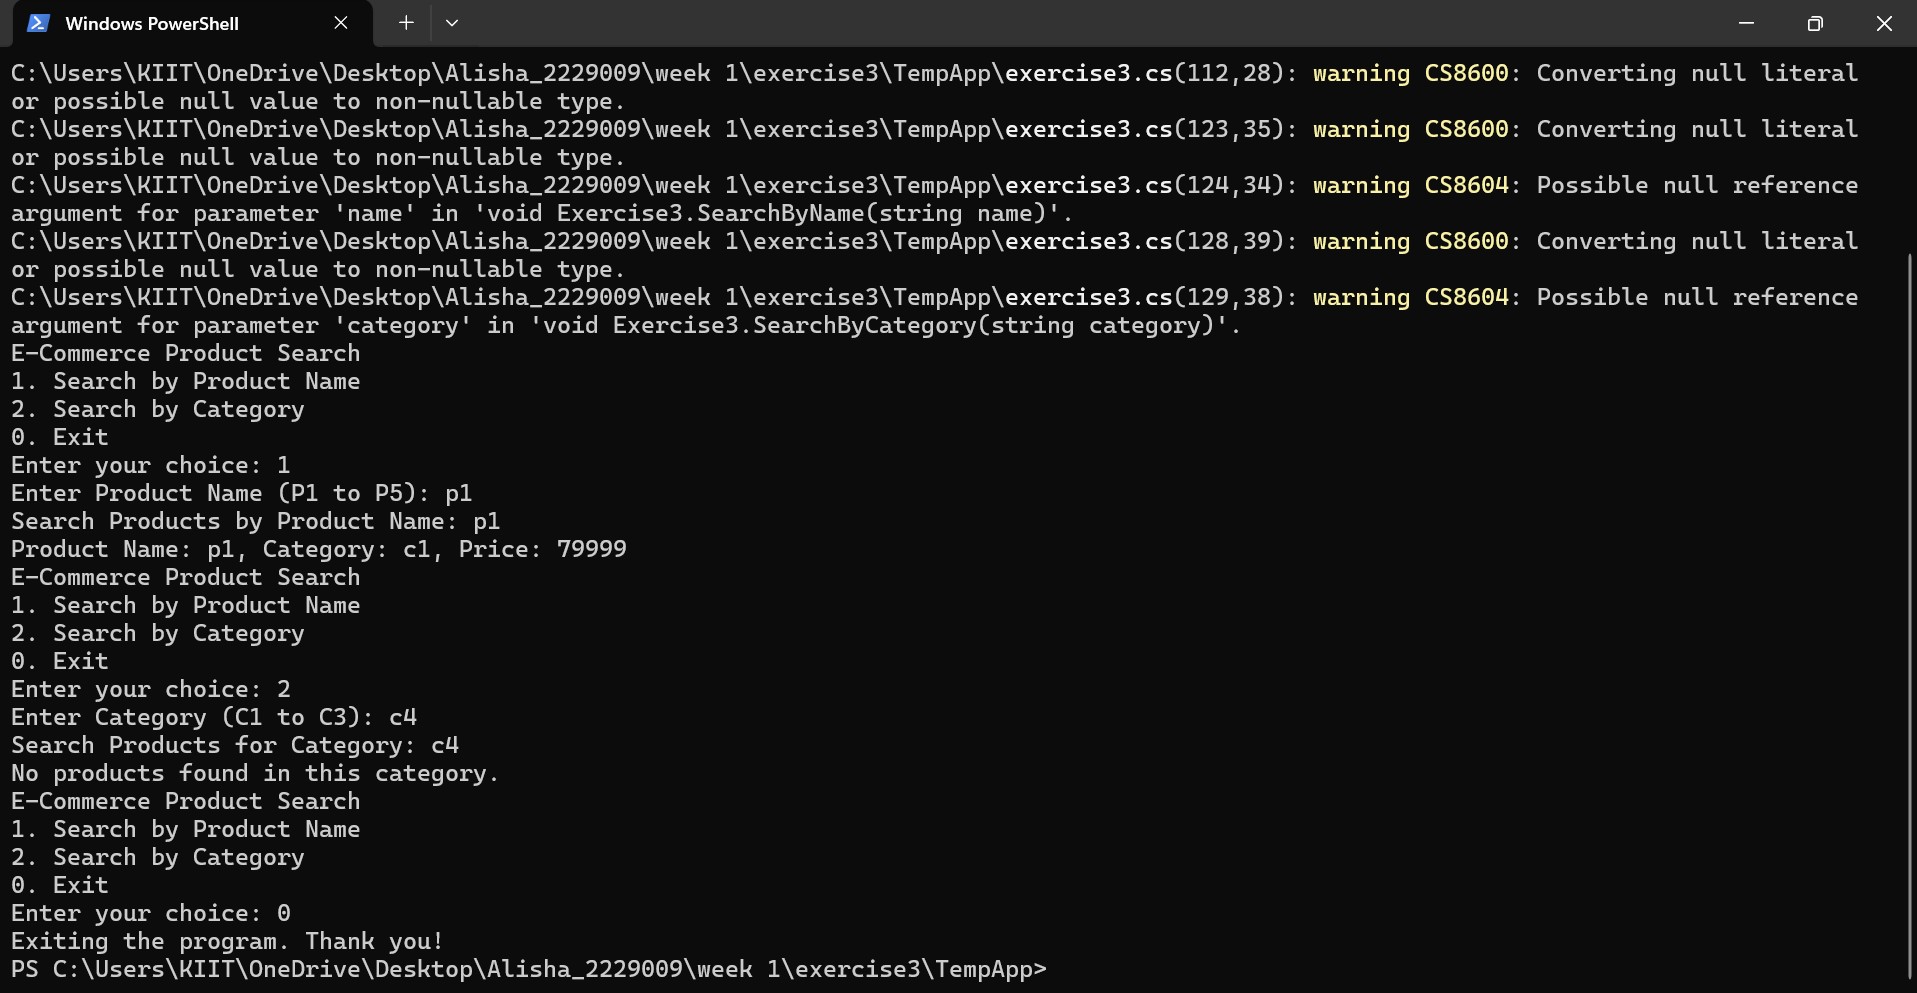 Windows PowerShell
C:\Users\KIIT\OneDrive\Desktop\Alisha_2229009\week 1\exercise3\TempApp\exercise3.cs(112,28): warning CS8600: Converting null literal
or possible null value to non-nullable type.
C:\Users\KIIT\OneDrive\Desktop\Alisha_2229009\week 1\exercise3\TempApp\exercise3.cs(123,35): warning CS8600: Converting null literal
or possible null value to non-nullable type.
C:\Users\KIIT\OneDrive\Desktop\Alisha_2229009\week 1\exercise3\TempApp\exercise3.cs(124,34): warning CS8604: Possible null reference
argument for parameter 'name' in 'void Exercise3.SearchByName(string name)'.
C:\Users\KIIT\OneDrive\Desktop\Alisha_2229009\week 1\exercise3\TempApp\exercise3.cs(128,39): warning CS8600: Converting null literal
or possible null value to non-nullable type.
C:\Users\KIIT\OneDrive\Desktop\Alisha_2229009\week 1\exercise3\TempApp\exercise3.cs(129,38): warning CS8604: Possible null reference
argument for parameter 'category' in 'void Exercise3.SearchByCategory(string category)'.
E-Commerce Product Search
1. Search by Product Name
2. Search by Category
0. Exit
Enter your choice: 1
Enter Product Name (P1 to P5): p1
Search Products by Product Name: p1
Product Name: p1, Category: c1, Price: 79999
E-Commerce Product Search
1. Search by Product Name
2. Search by Category
0. Exit
Enter your choice: 2
Enter Category (C1 to C3): c4
Search Products for Category: c4
No products found in this category.
E-Commerce Product Search
1. Search by Product Name
2. Search by Category
0. Exit
Enter your choice: 0
Exiting the program. Thank you!
PS C:\Users\KIIT\OneDrive\Desktop\Alisha_2229009\week 1\exercise3\TempApp>